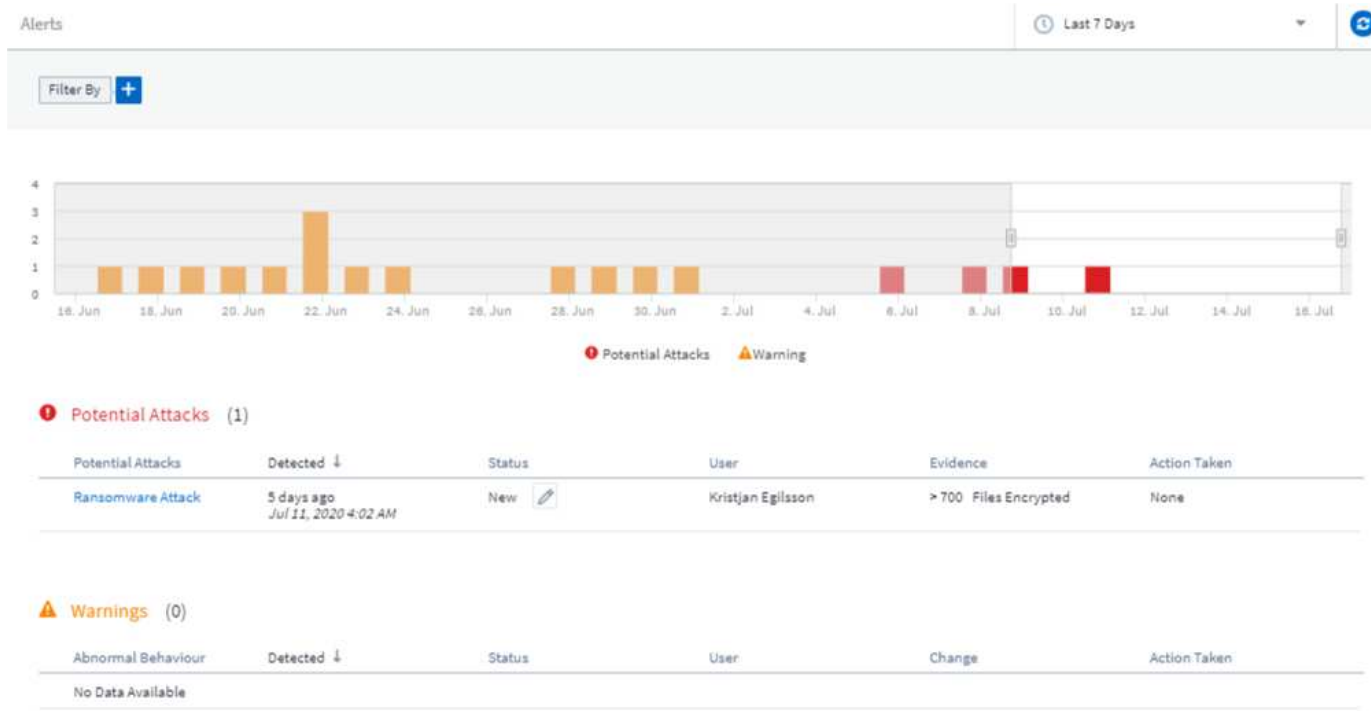 Alerts
Last 7 Days
Filter By
4
3
2
1
0
16. Jun 18. Jun 20. Jun 22. Jun 24. Jun 26. Jun 28. Jun 30. Jun 2. Jul 4. Jul 6. Jul 8. Jul 10. Jul 12. Jul 14. Jul 16. Jul
Potential Attacks Warning
Potential Attacks (1)
Potential Attacks Detected ↓ Status User Evidence Action Taken
Ransomware Attack 5 days ago New Kristjan Egilsson > 700 Files Encrypted None
Jul 11, 2020 4:02 AM
Warnings (0)
Abnormal Behaviour Detected ↓ Status User Change Action Taken
No Data Available